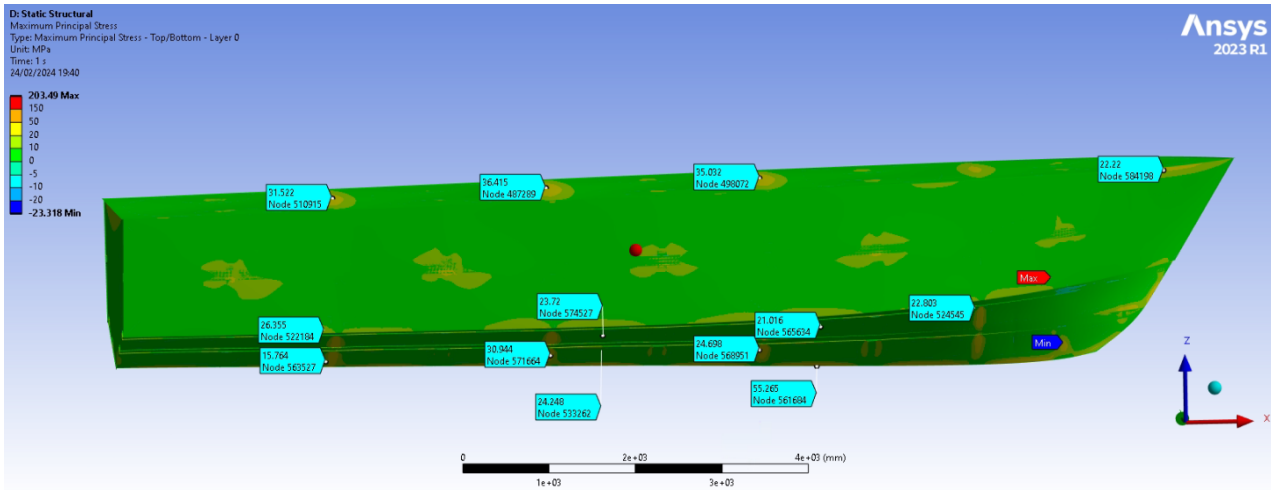 D: Static Structural
Maximum Principal Stress
Type: Maximum Principal Stress - Top/Bottom - Layer 0
Unit: MPa
Time: 1 s
24/02/2024 19:40
Ansys
2023 R1
203.49 Max
150
50
20
10
0
-5
-10
-20
-23.318 Min
31.522
Node 510915
36.415
Node 487289
35.032
Node 498072
22.22
Node 584198
Max
23.72
Node 574527
22.803
Node 524545
26.355
Node 522184
21.016
Node 565634
15.764
Node 563527
30.944
Node 571664
24.698
Node 568951
Min
24.248
Node 533262
55.265
Node 561684
Z
X
0
2e+03
4e+03 (mm)
1e+03
3e+03